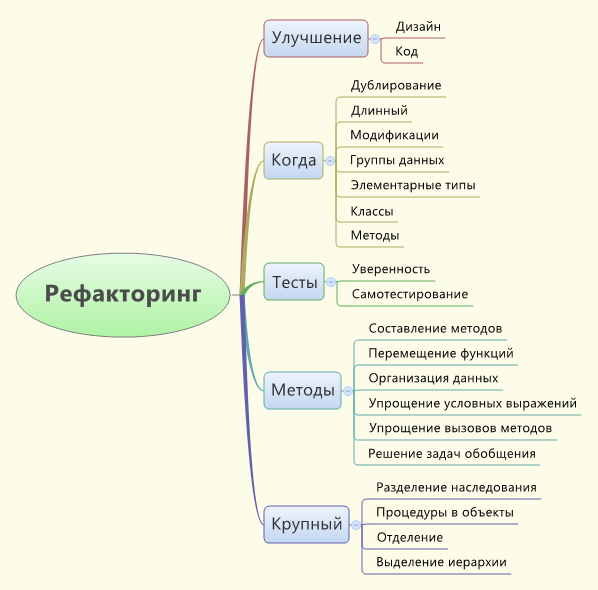 Рефакторинг
Улучшение
Дизайн
Код
Когда
Дублирование
Длинный
Модификации
Группы данных
Элементарные типы
Классы
Методы
Тесты
Уверенность
Самотестирование
Методы
Составление методов
Перемещение функций
Организация данных
Упрощение условных выражений
Упрощение вызовов методов
Решение задач обобщения
Крупный
Разделение наследования
Процедуры в объекты
Отделение
Выделение иерархии